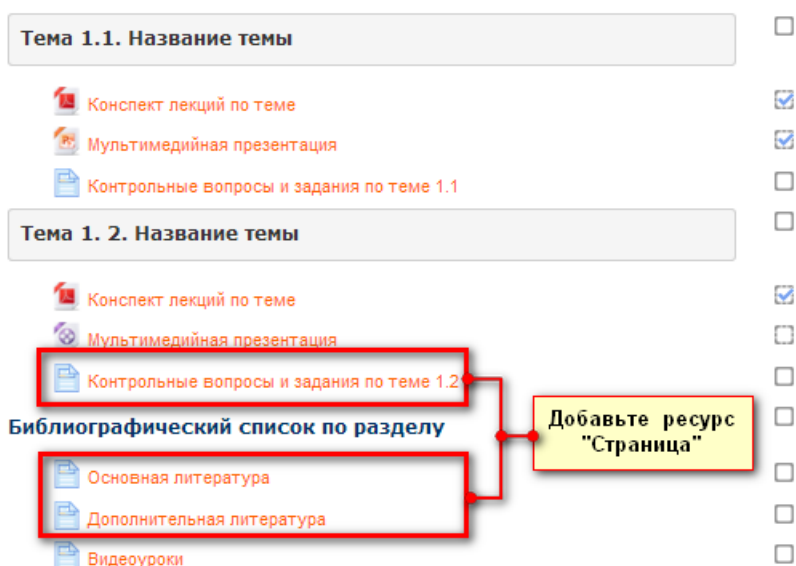 Тема 1.1. Название темы
Конспект лекций по теме
Мультимедийная презентация
Контрольные вопросы и задания по теме 1.1
Тема 1. 2. Название темы
Конспект лекций по теме
Мультимедийная презентация
Контрольные вопросы и задания по теме 1.2
Добавьте ресурс
"Страница"
Библиографический список по разделу
Основная литература
Дополнительная литература
Видеоуроки